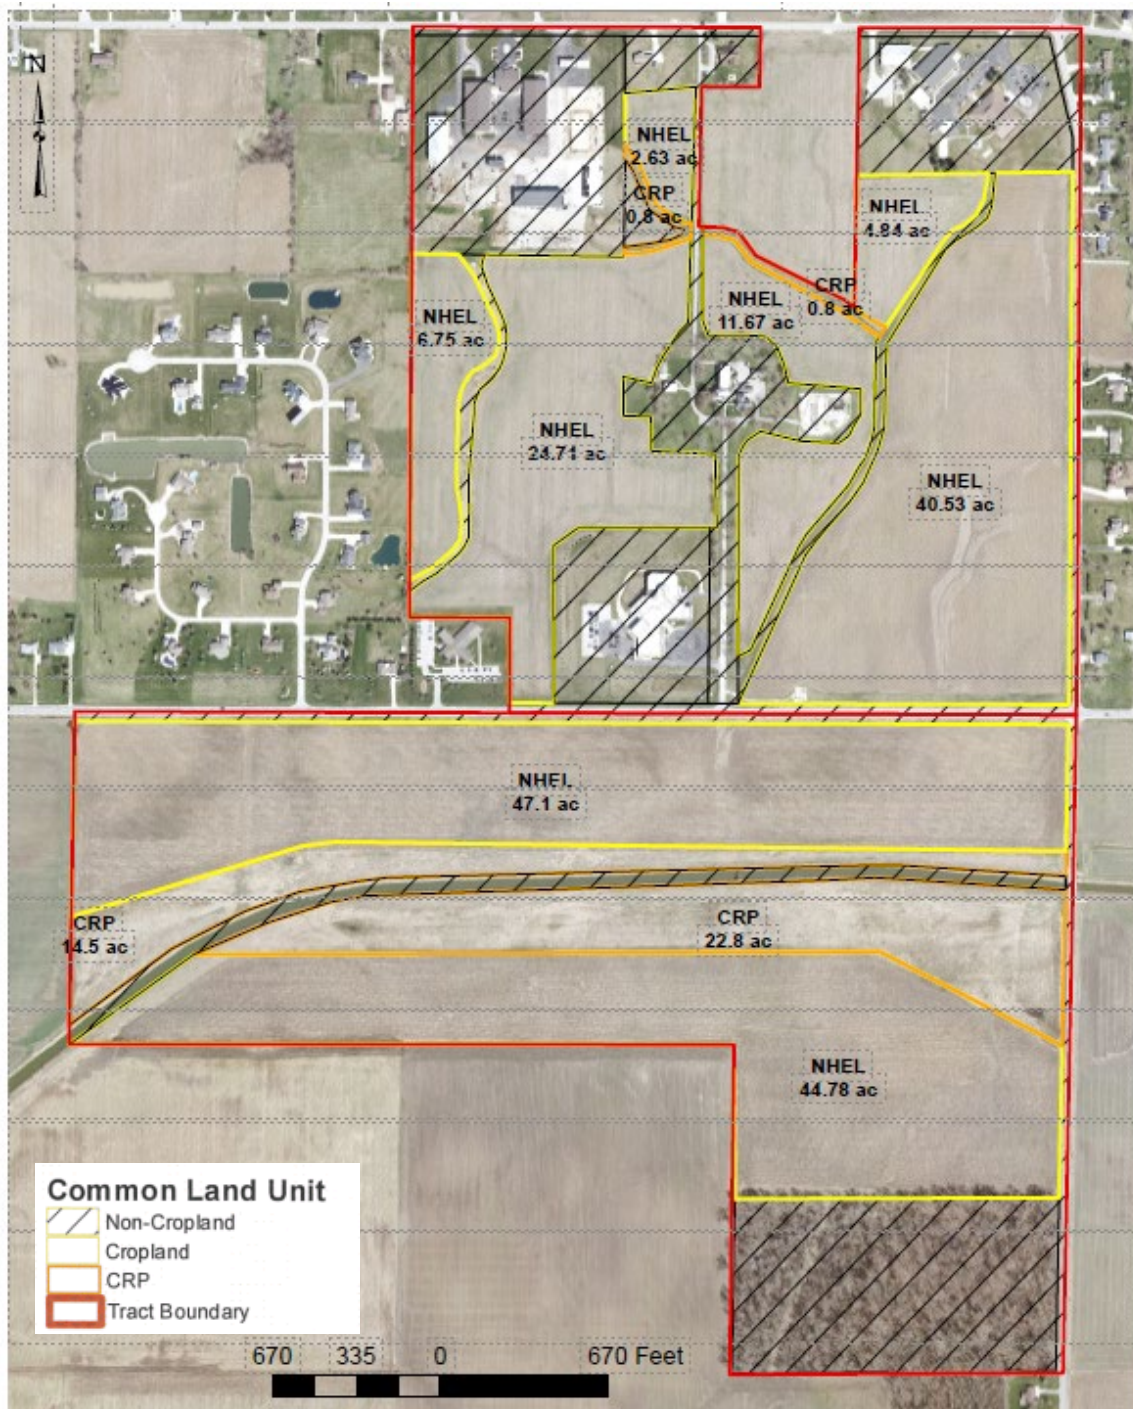 N
NHEL
2.63 ac
CRP
0.8 ac
NHEL
4.84 ac
CRP
0.8 ac
NHEL
11.67 ac
NHEL
6.75 ac
NHEL
24.71 ac
NHEL
40.53 ac
NHEL
47.1 ac
CRP
14.5 ac
CRP
22.8 ac
NHEL
44.78 ac
Common Land Unit
Non-Cropland
Cropland
CRP
Tract Boundary
670 335 0 670 Feet